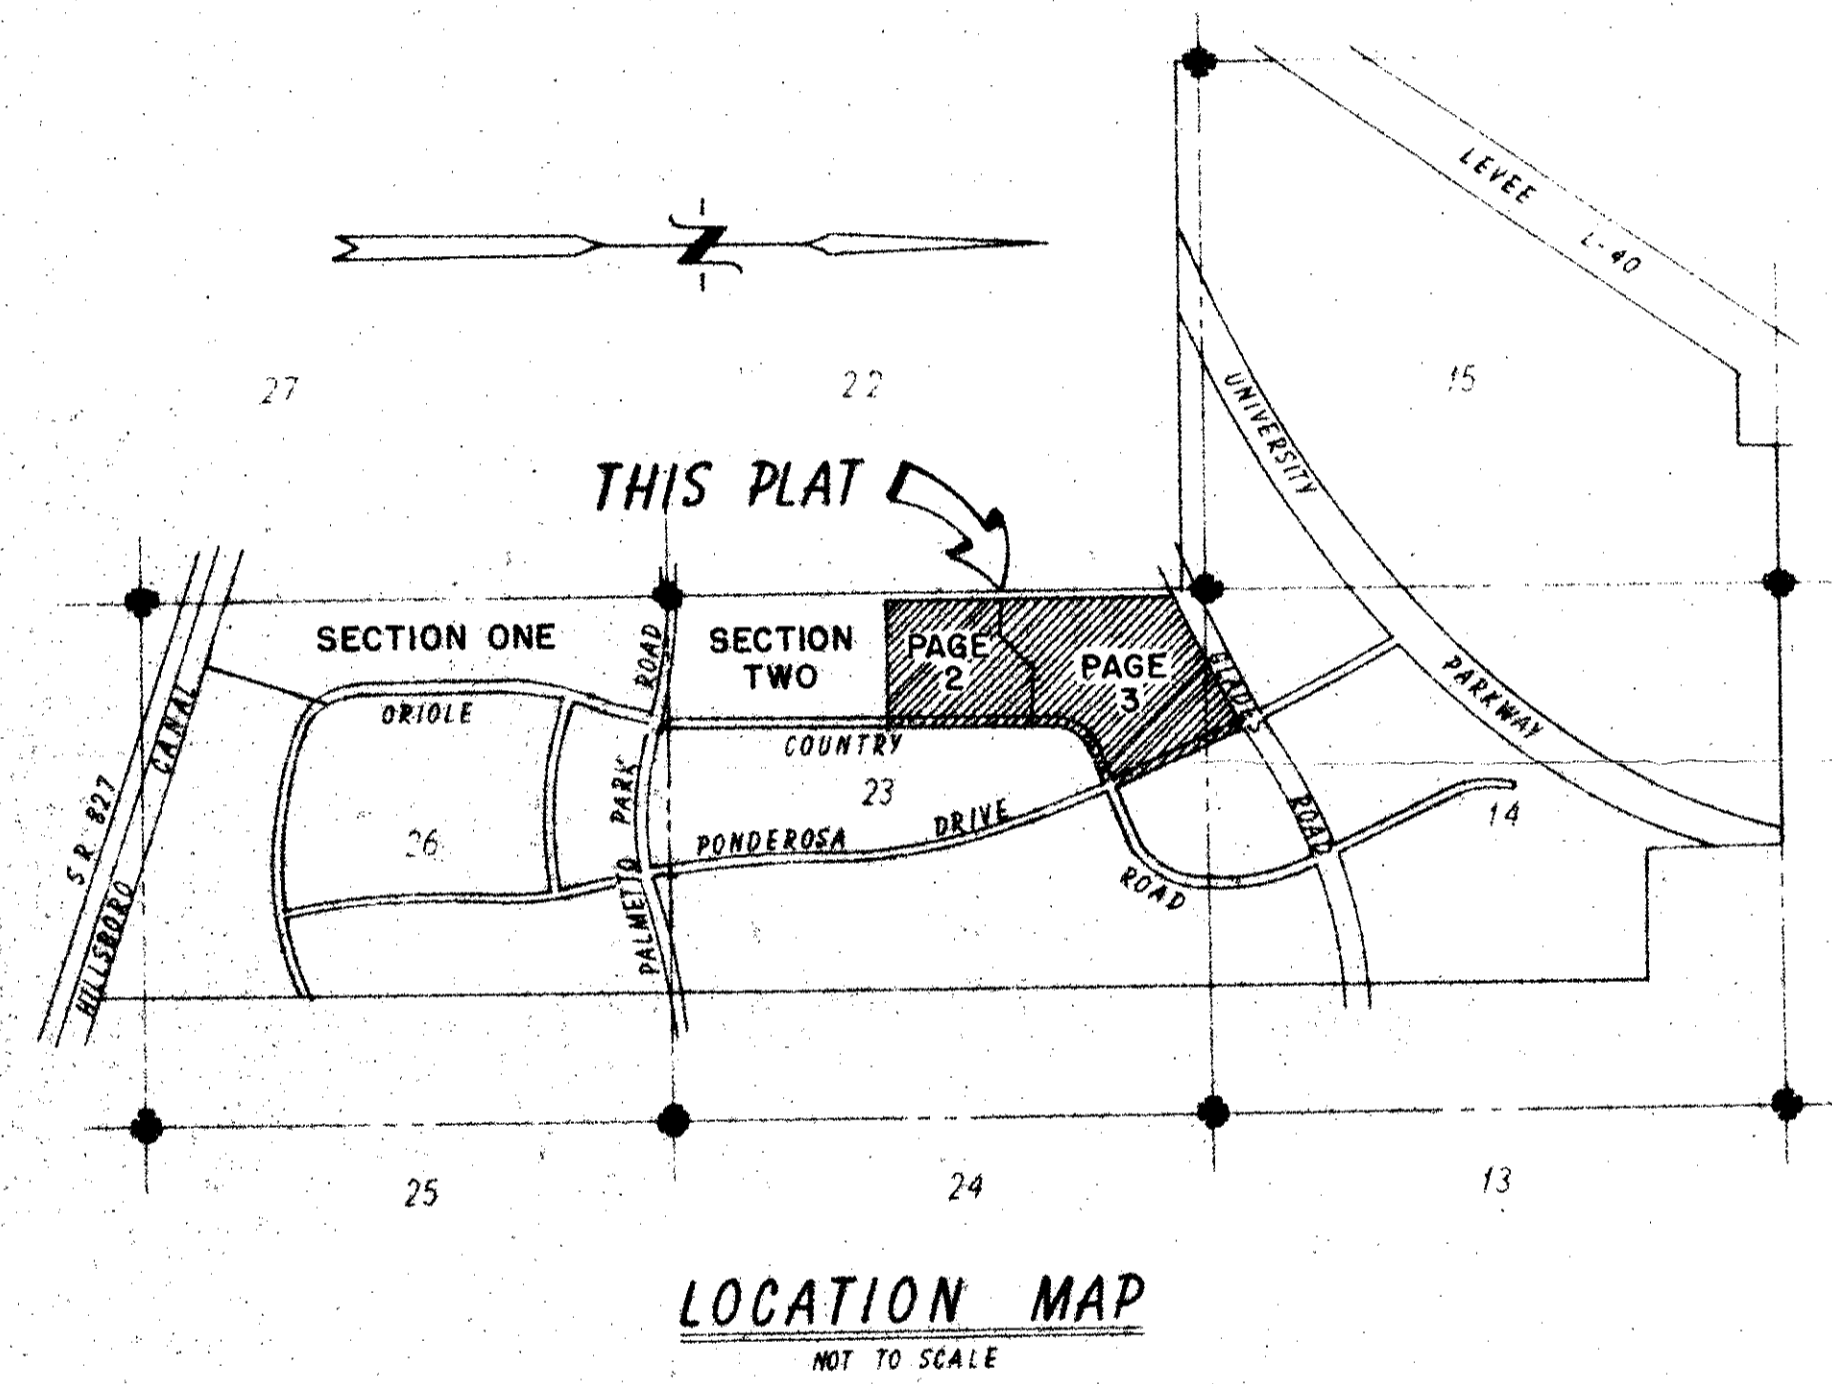 LEVEE L-40
N
27
22
15
UNIVERSITY
THIS PLAT
SECTION ONE
SECTION
TWO
PAGE
2
PAGE
3
ROAD
GLADES
PARKWAY
ORIOLE
COUNTRY
23
S R 827
CANAL
PARK
26
PONDEROSA DRIVE
ROAD
14
HILLSBORO
PALMETTO
ROAD
25
24
13
LOCATION MAP
NOT TO SCALE